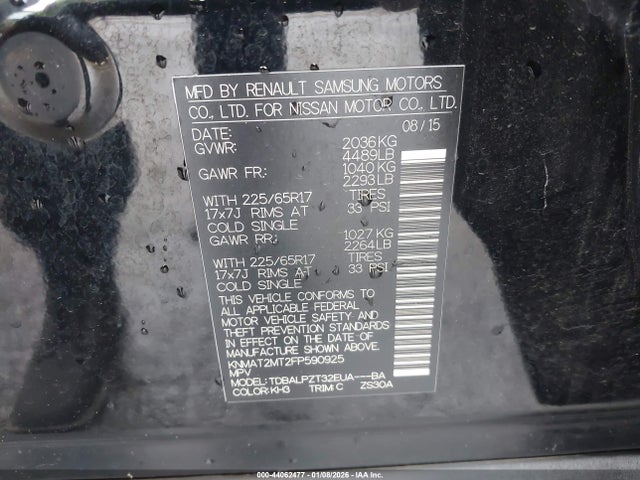 MFD BY RENAULT SAMSUNG MOTORS
CO., LTD. FOR NISSAN MOTOR CO., LTD.
DATE: 08/15
GVWR: 2036KG
4489LB
GAWR FR: 1040KG
2293LB
WITH 225/65R17 TIRES
17x7J RIMS AT 33 PSI
COLD SINGLE
GAWR RR: 1027KG
2264LB
WITH 225/65R17 TIRES
17x7J RIMS AT 33 PSI
COLD SINGLE
THIS VEHICLE CONFORMS TO
ALL APPLICABLE FEDERAL
MOTOR VEHICLE SAFETY AND
THEFT PREVENTION STANDARDS
IN EFFECT ON THE DATE OF
MANUFACTURE SHOWN ABOVE.
KNMAT2MT2FP590925
MPV
MODEL: TDBALPZT32EUA---BA
COLOR:KH3 TRIM:C ZS30A
000-44062477 - 01/08/2026 - IAA Inc.